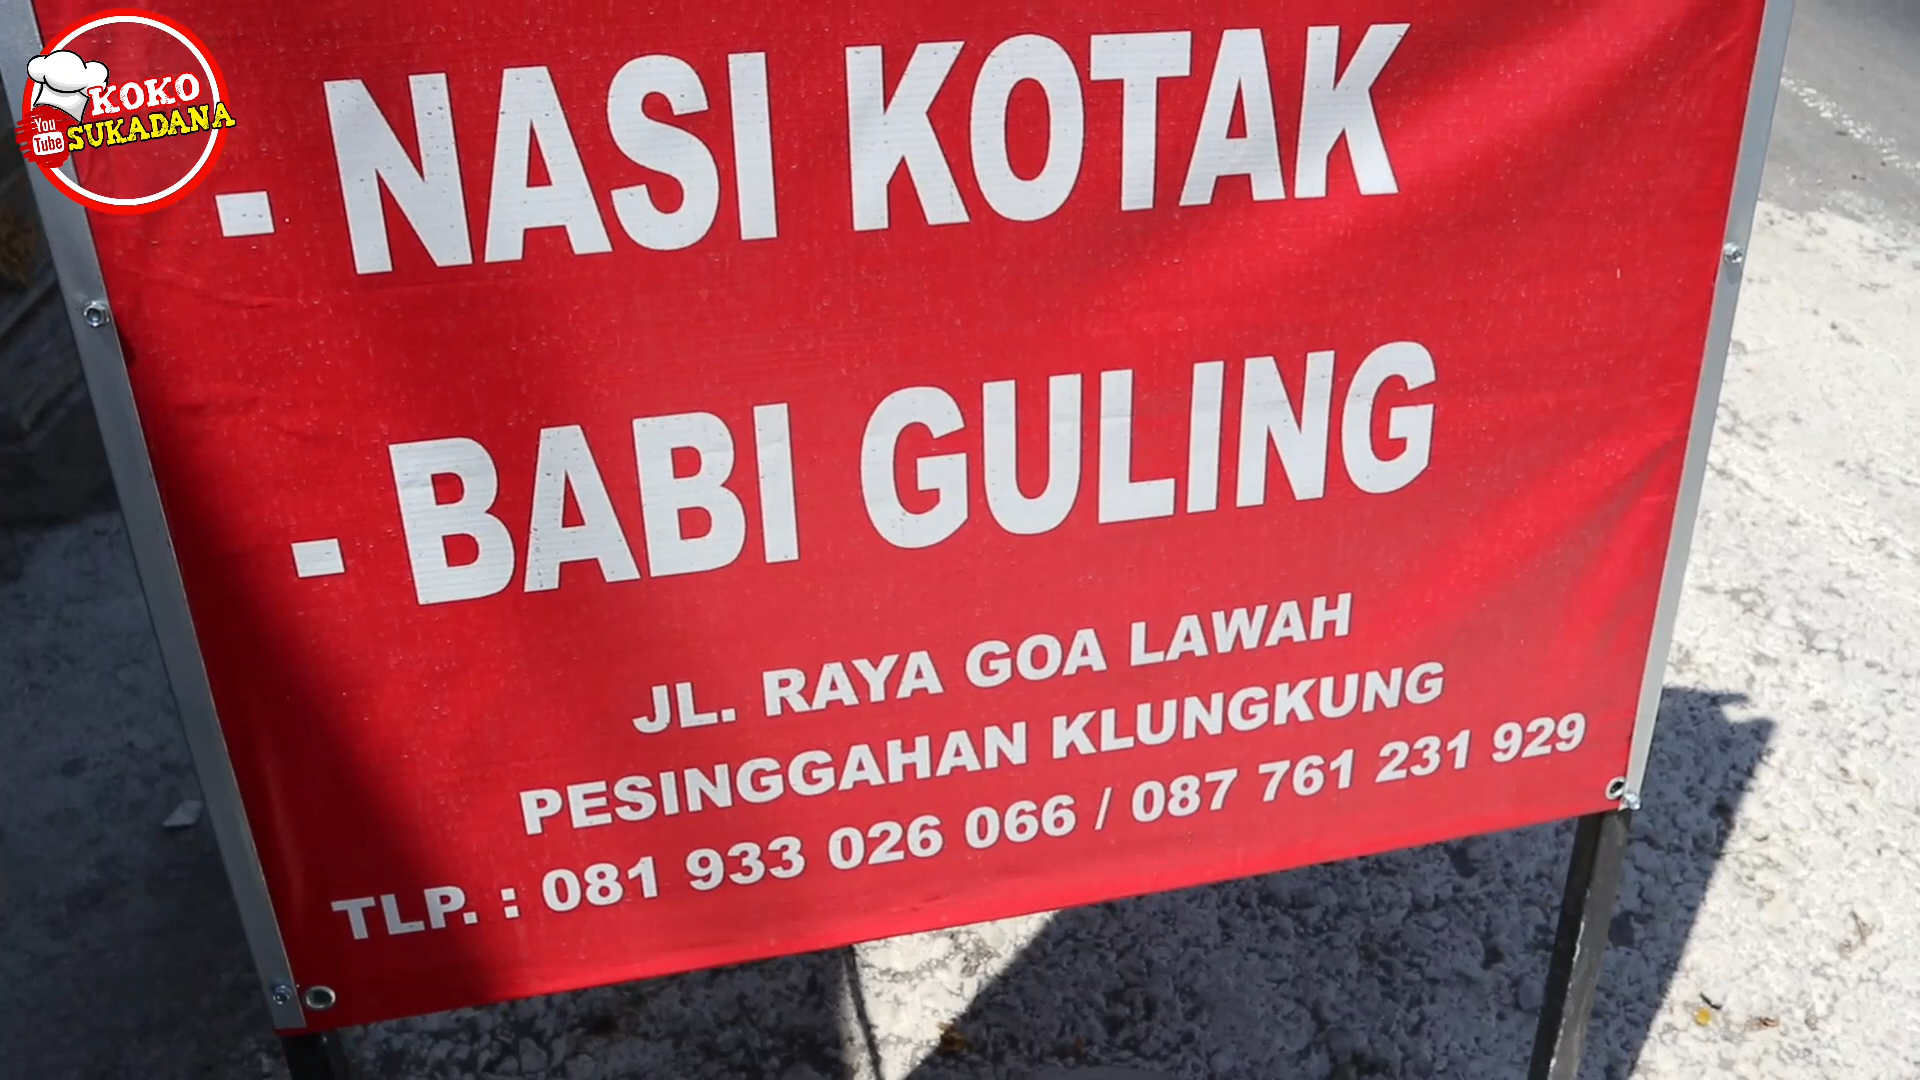 KOKO
SUKADANA
You
Tube
- NASI KOTAK
- BABI GULING
JL. RAYA GOA LAWAH
PESINGGAHAN KLUNGKUNG
TLP. : 081 933 026 066 / 087 761 231 929